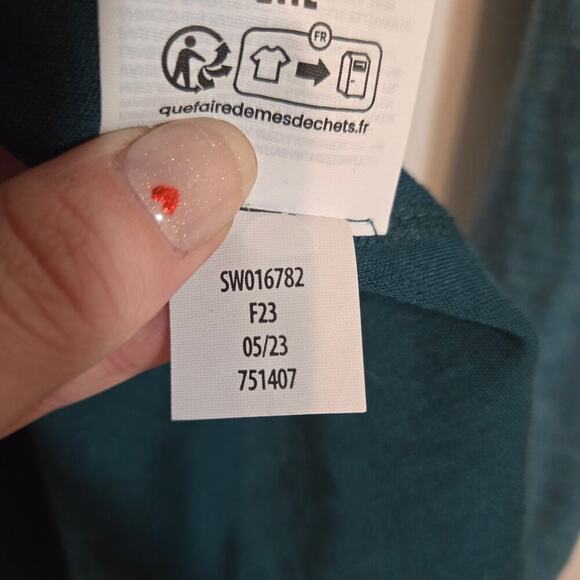 FR
quefairedemesdechets.fr
SW016782
F23
05/23
751407